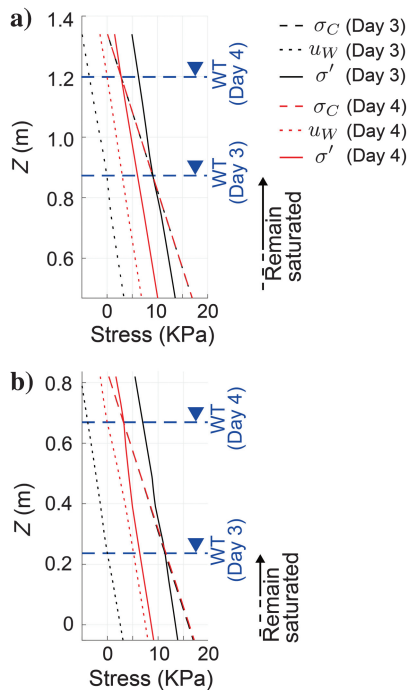 a)
1.4
1.2
1.0
0.8
0.6
Z (m)
0
10
20
Stress (KPa)
WT
(Day 4)
WT
(Day 3)
Remain
saturated
σC (Day 3)
uW (Day 3)
σ′ (Day 3)
σC (Day 4)
uW (Day 4)
σ′ (Day 4)
b)
0.8
0.6
0.4
0.2
0
Z (m)
0
10
20
Stress (KPa)
WT
(Day 4)
WT
(Day 3)
Remain
saturated